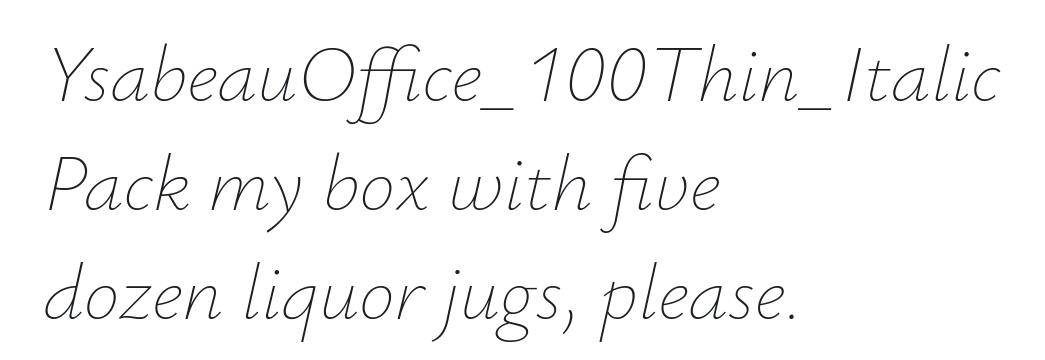 YsabeauOffice_100Thin_Italic
Pack my box with five
dozen liquor jugs, please.